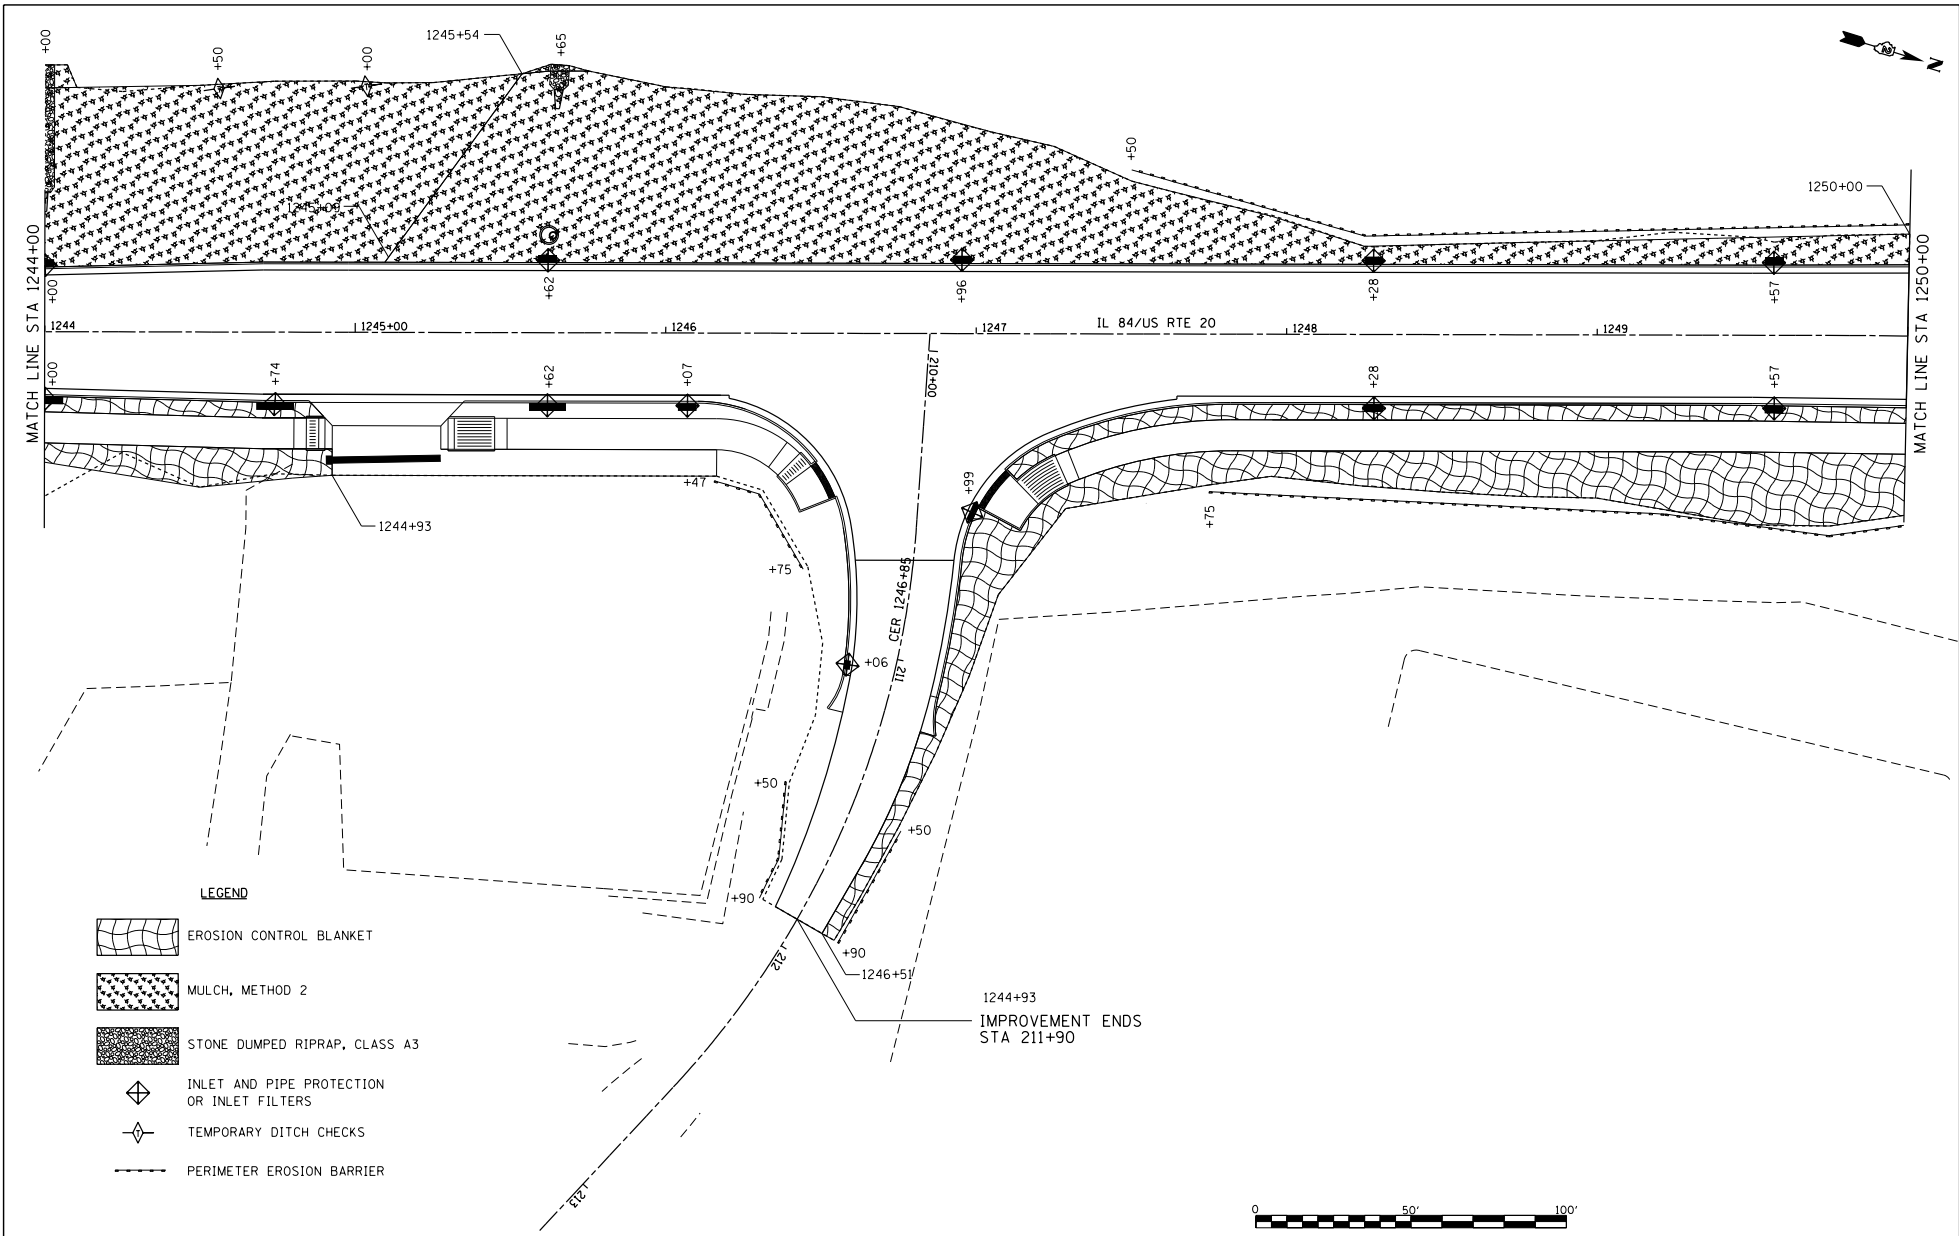 +00
+50
+00
1245+54
+65
N
+50
1250+00
1245+09
MATCH LINE STA 1244+00
MATCH LINE STA 1250+00
+00
+62
+96
+28
+57
1244
1245+00
1246
1247
IL 84/US RTE 20
1248
1249
210+00
+00
+74
+62
+07
+28
+57
+47
+99
+75
1244+93
+75
CER 1246+85
+06
211
+50
+50
+90
+90
212
1246+51
1244+93
IMPROVEMENT ENDS
STA 211+90
213
LEGEND
EROSION CONTROL BLANKET
MULCH, METHOD 2
STONE DUMPED RIPRAP, CLASS A3
INLET AND PIPE PROTECTION
OR INLET FILTERS
T
TEMPORARY DITCH CHECKS
PERIMETER EROSION BARRIER
0
50'
100'